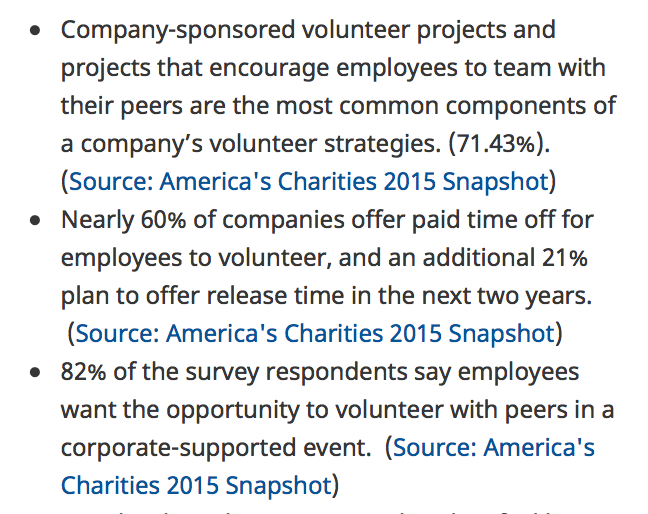 • Company-sponsored volunteer projects and
projects that encourage employees to team with
their peers are the most common components of
a company’s volunteer strategies. (71.43%).
(Source: America's Charities 2015 Snapshot)
• Nearly 60% of companies offer paid time off for
employees to volunteer, and an additional 21%
plan to offer release time in the next two years.
(Source: America's Charities 2015 Snapshot)
• 82% of the survey respondents say employees
want the opportunity to volunteer with peers in a
corporate-supported event.  (Source: America's
Charities 2015 Snapshot)